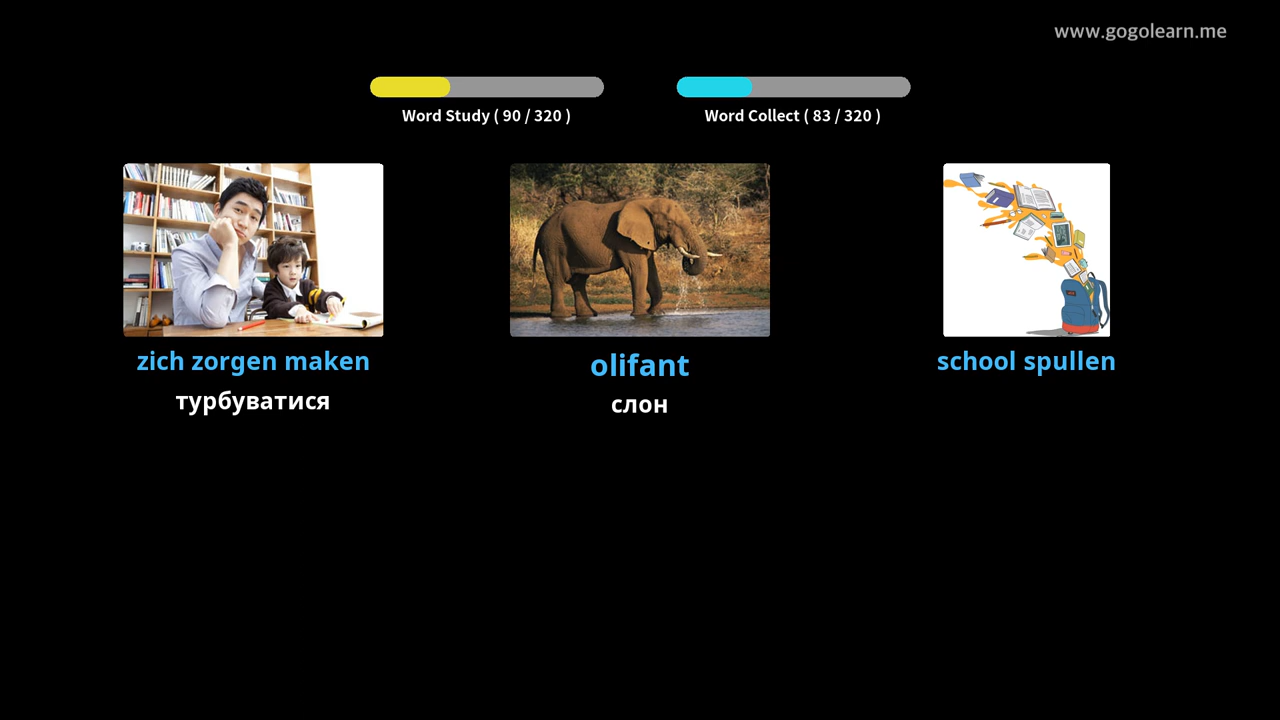 www.gogolearn.me
Word Study ( 90 / 320 )
Word Collect ( 83 / 320 )
zich zorgen maken
турбуватися
olifant
слон
school spullen